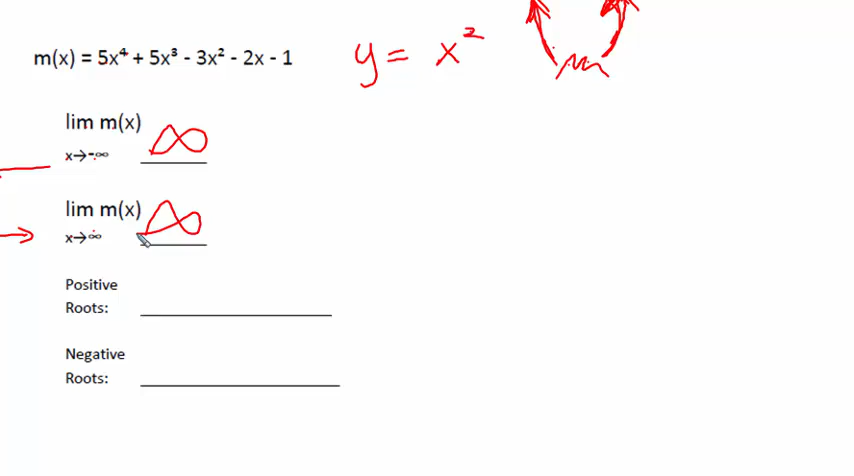 m(x) = 5x⁴ + 5x³ - 3x² - 2x - 1
y = x²
lim m(x) ∞
x→-∞
lim m(x) ∞
x→∞
Positive
Roots:
Negative
Roots: